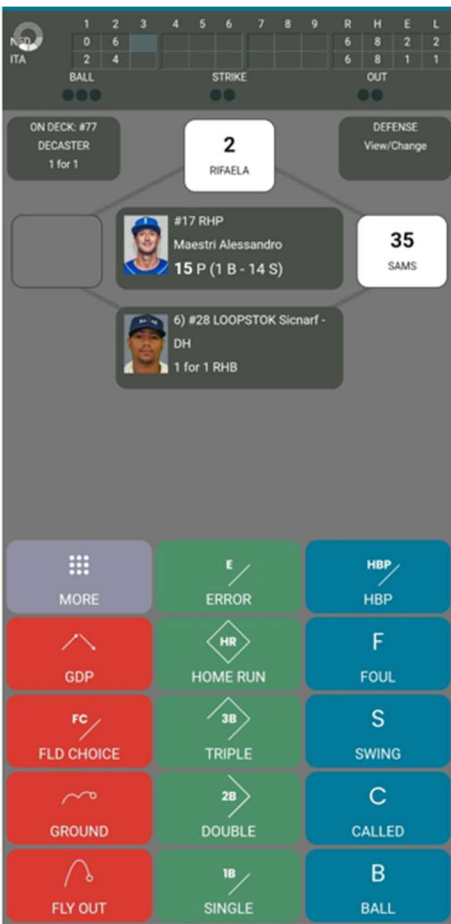 1 2 3 4 5 6 7 8 9 R H E L
NED 0 6 6 8 2 2
ITA 2 4 6 8 1 1
BALL STRIKE OUT
ON DECK: #77
DECASTER
1 for 1
2
RIFAELA
DEFENSE
View/Change
#17 RHP
Maestri Alessandro
15 P (1 B - 14 S)
35
SAMS
6) #28 LOOPSTOK Sicnarf -
DH
1 for 1 RHB
MORE
E
ERROR
HBP
HBP
GDP
HR
HOME RUN
F
FOUL
FC
FLD CHOICE
3B
TRIPLE
S
SWING
GROUND
2B
DOUBLE
C
CALLED
FLY OUT
1B
SINGLE
B
BALL